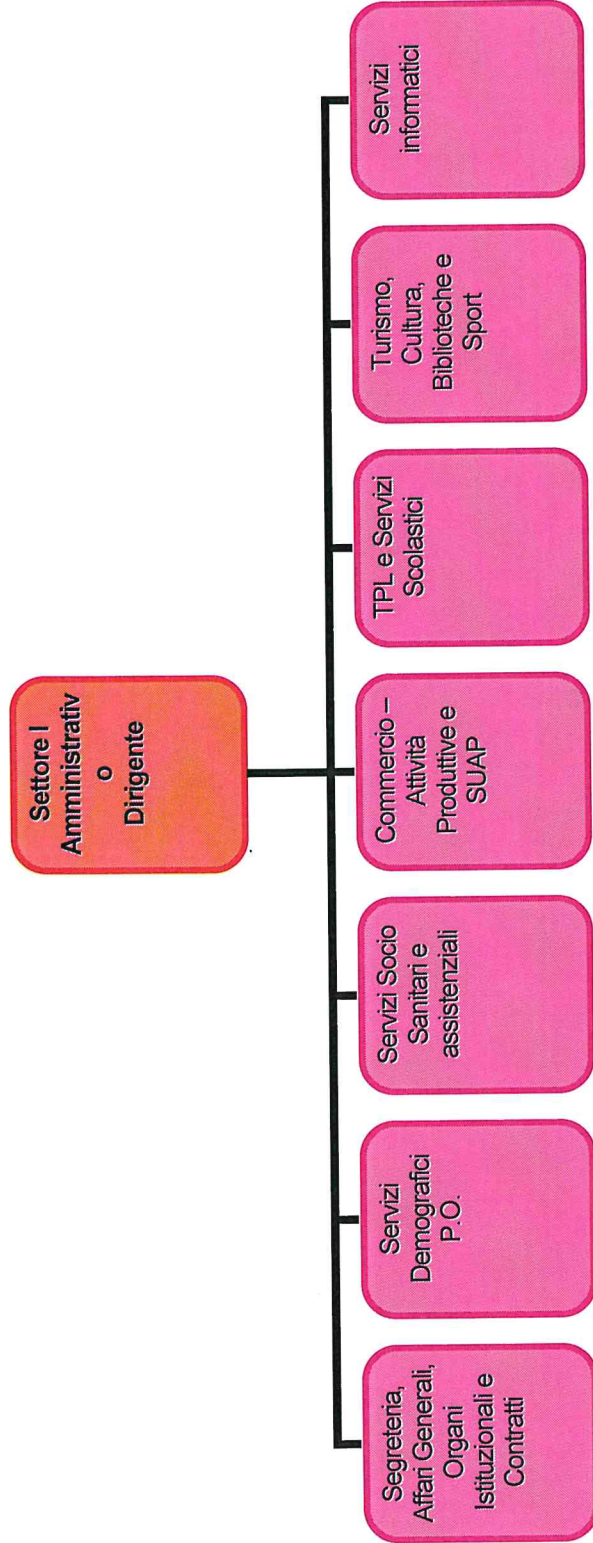 Settore I
Amministrativ
o
Dirigente
Segreteria,
Affari Generali,
Organi
Istituzionali e
Contratti
Servizi
Demografici
P.O.
Servizi Socio
Sanitari e
assistenziali
Commercio –
Attività
Produttive e
SUAP
TPL e Servizi
Scolastici
Turismo,
Cultura,
Biblioteche e
Sport
Servizi
informatici